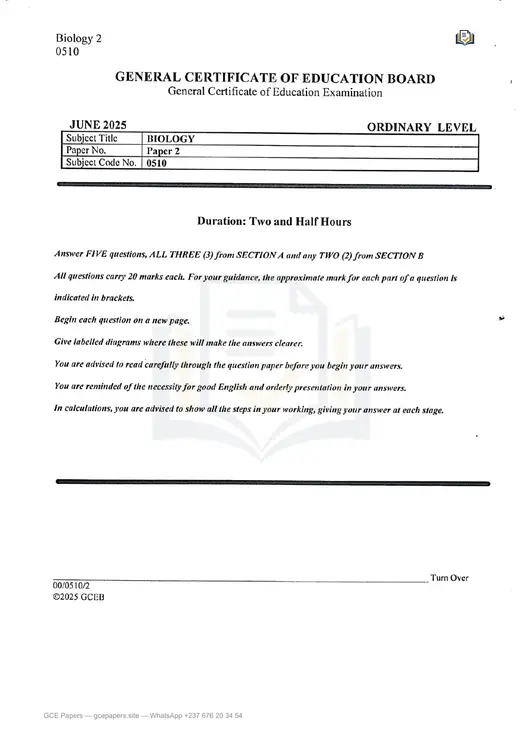 Biology 2
0510
GENERAL CERTIFICATE OF EDUCATION BOARD
General Certificate of Education Examination
JUNE 2025
ORDINARY LEVEL
Subject Title BIOLOGY
Paper No. Paper 2
Subject Code No. 0510
Duration: Two and Half Hours
Answer FIVE questions, ALL THREE (3) from SECTION A and any TWO (2) from SECTION B
All questions carry 20 marks each. For your guidance, the approximate mark for each part of a question is
indicated in brackets.
Begin each question on a new page.
Give labelled diagrams where these will make the answers clearer.
You are advised to read carefully through the question paper before you begin your answers.
You are reminded of the necessity for good English and orderly presentation in your answers.
In calculations, you are advised to show all the steps in your working, giving your answer at each stage.
Turn Over
00/0510/2
©2025 GCEB
GCE Papers — gcepapers.site — WhatsApp +237 676 20 34 54